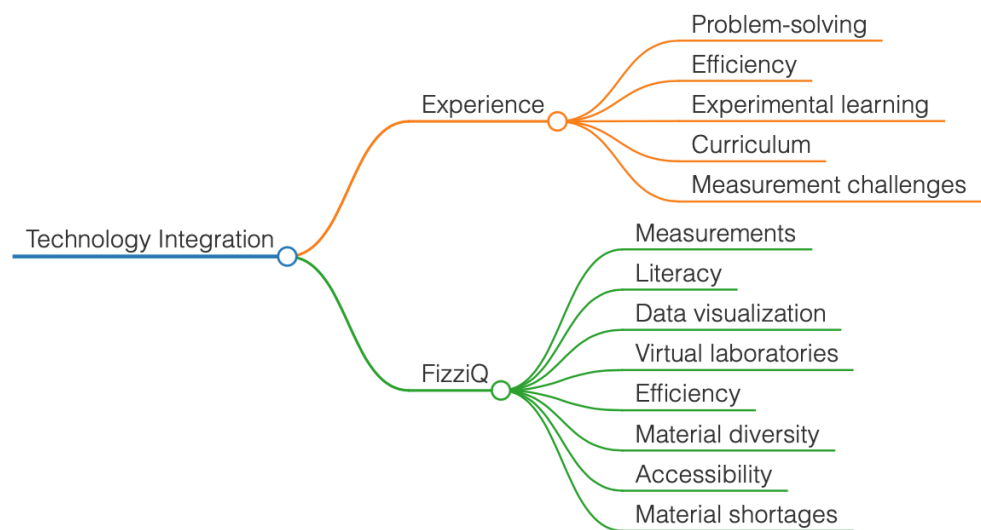 Problem-solving
Efficiency
Experience
Experimental learning
Curriculum
Measurement challenges
Technology Integration
Measurements
Literacy
Data visualization
Virtual laboratories
FizziQ
Efficiency
Material diversity
Accessibility
Material shortages